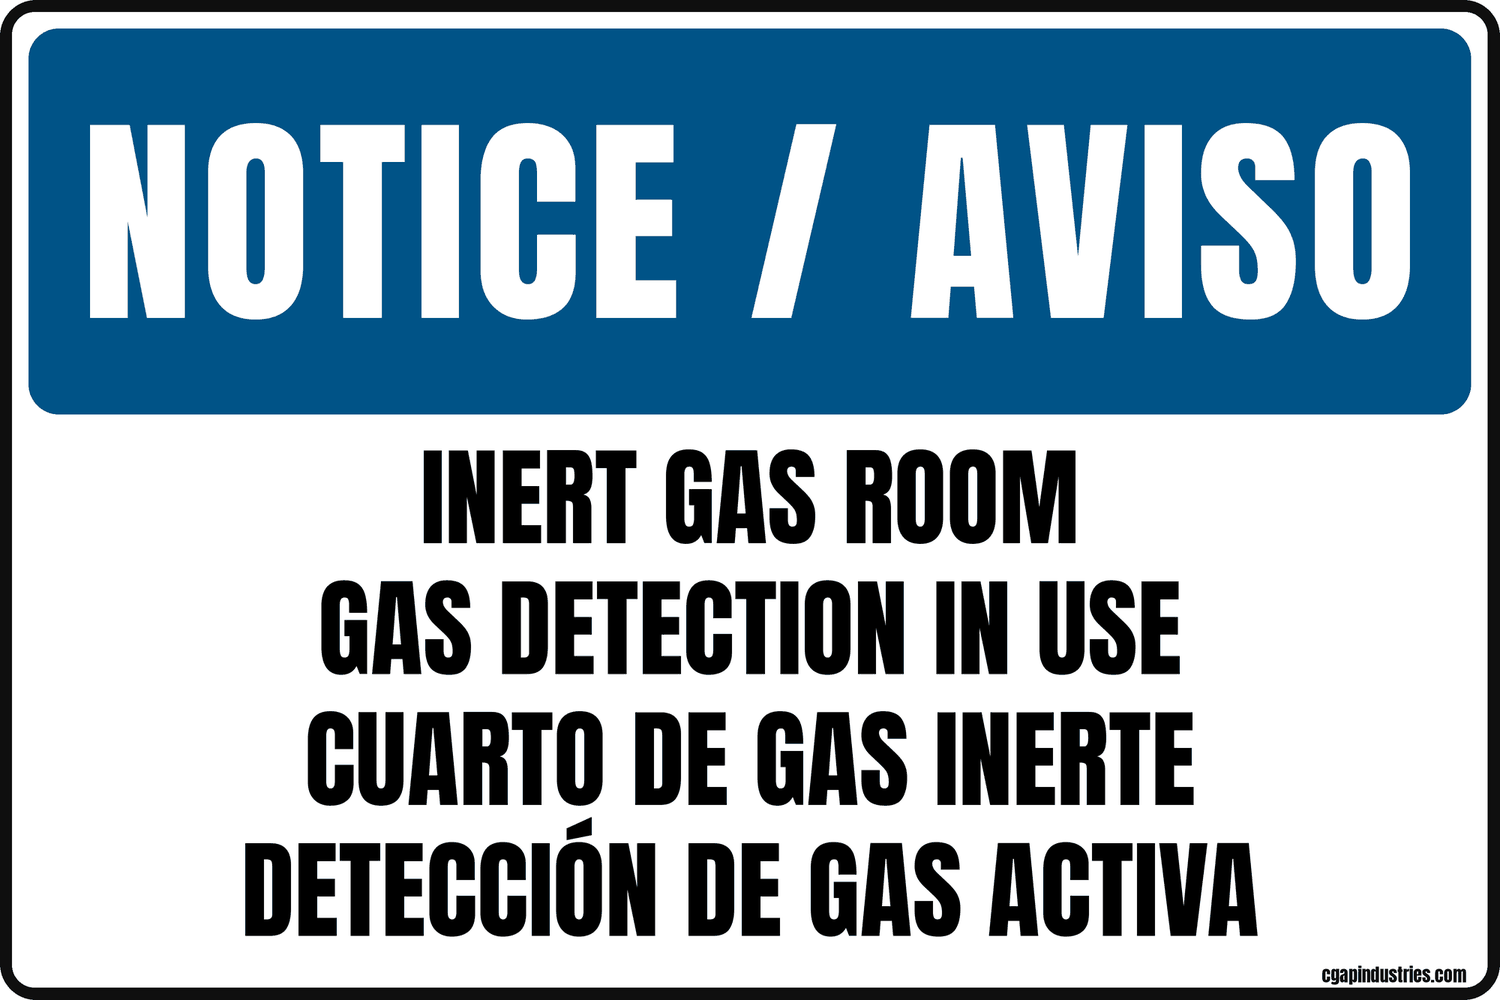 NOTICE / AVISO
INERT GAS ROOM
GAS DETECTION IN USE
CUARTO DE GAS INERTE
DETECCIÓN DE GAS ACTIVA
cgapindustries.com